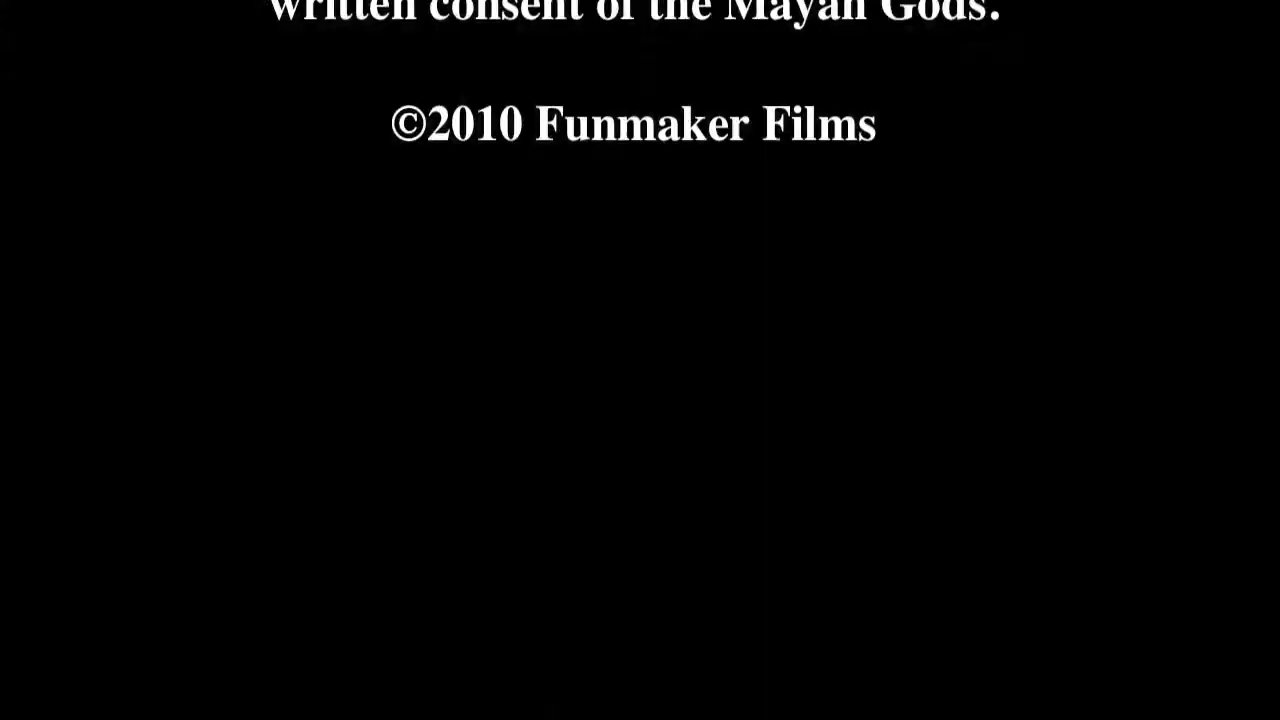 written consent of the Mayan Gods.
©2010 Funmaker Films